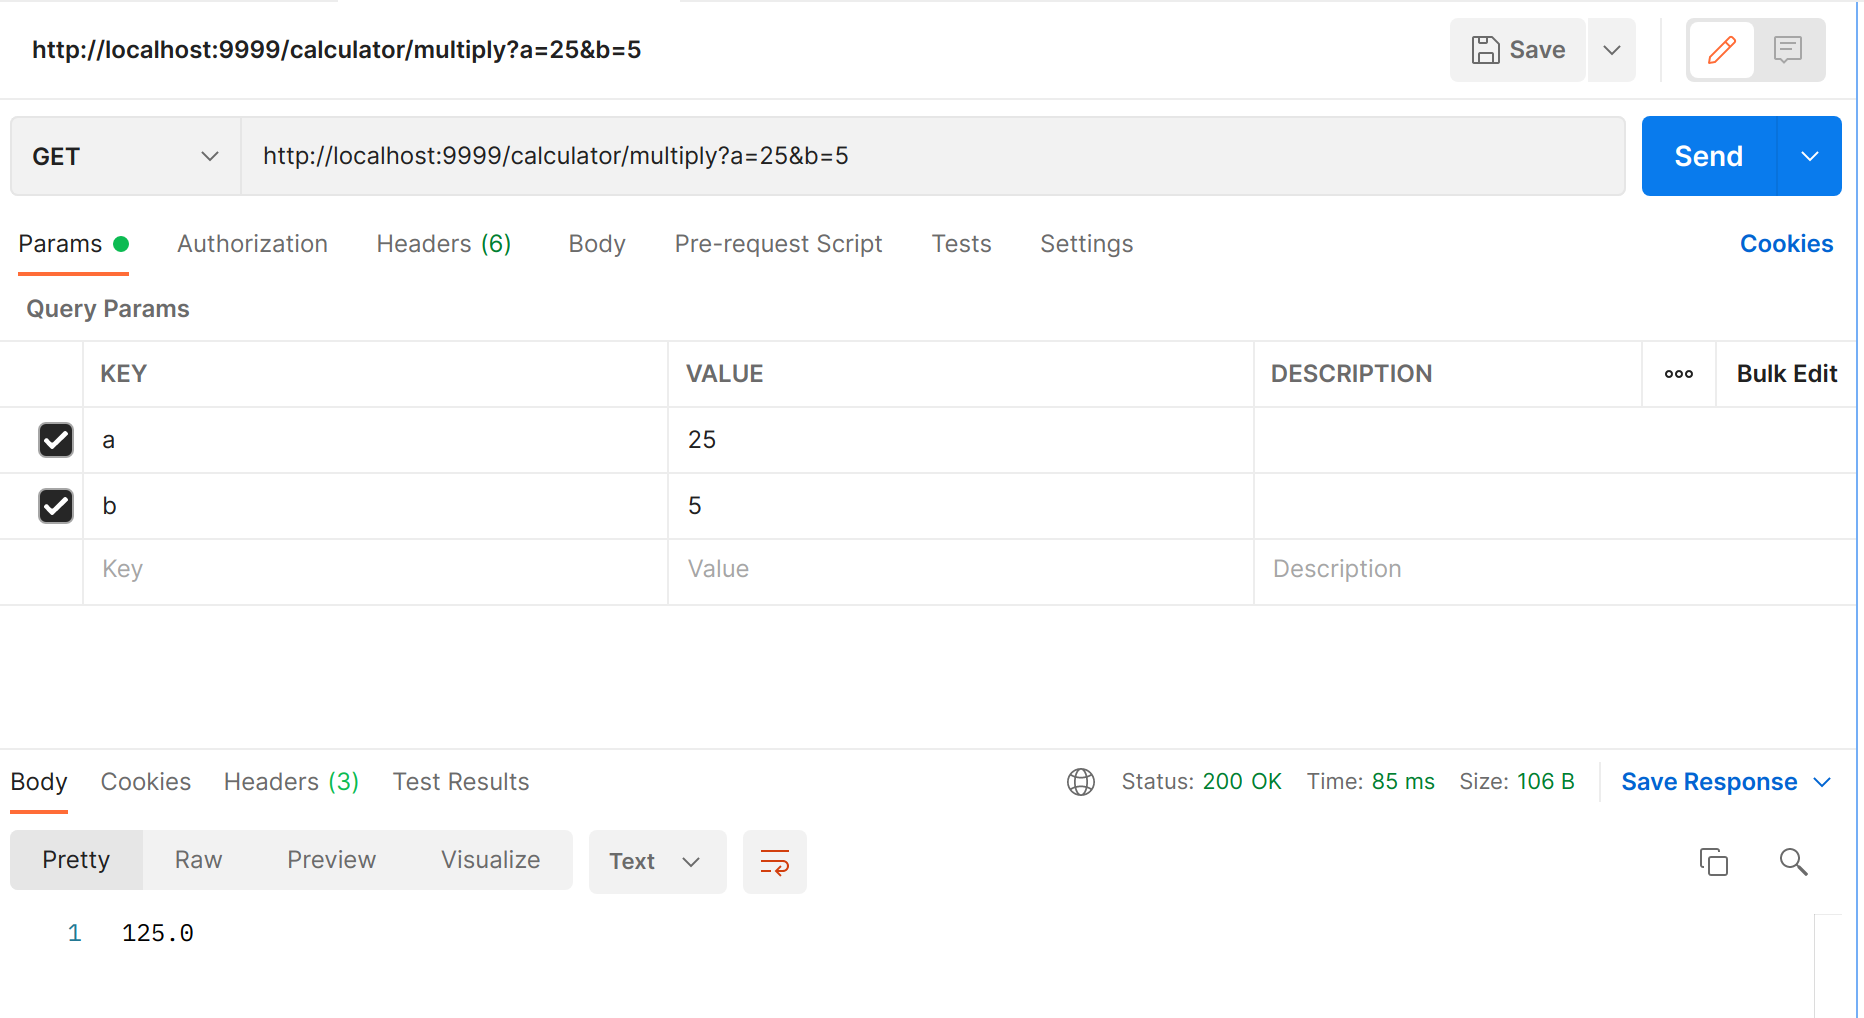 http://localhost:9999/calculator/multiply?a=25&b=5 Save
GET http://localhost:9999/calculator/multiply?a=25&b=5 Send
Params Authorization Headers (6) Body Pre-request Script Tests Settings Cookies
Query Params
KEY VALUE DESCRIPTION ooo Bulk Edit
a 25
b 5
Key Value Description
Body Cookies Headers (3) Test Results Status: 200 OK Time: 85 ms Size: 106 B Save Response
Pretty Raw Preview Visualize Text
1 125.0